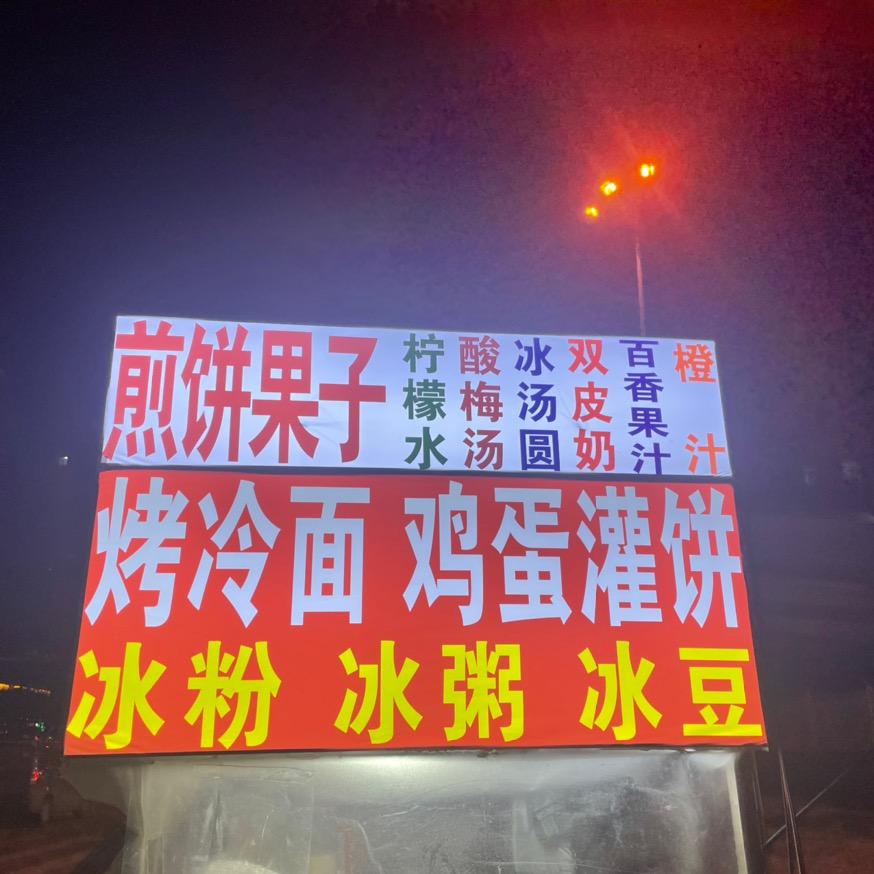 煎饼果子
柠檬水
酸梅汤
冰汤圆
双皮奶
百香果汁
橙汁
烤冷面 鸡蛋灌饼
冰粉 冰粥 冰豆